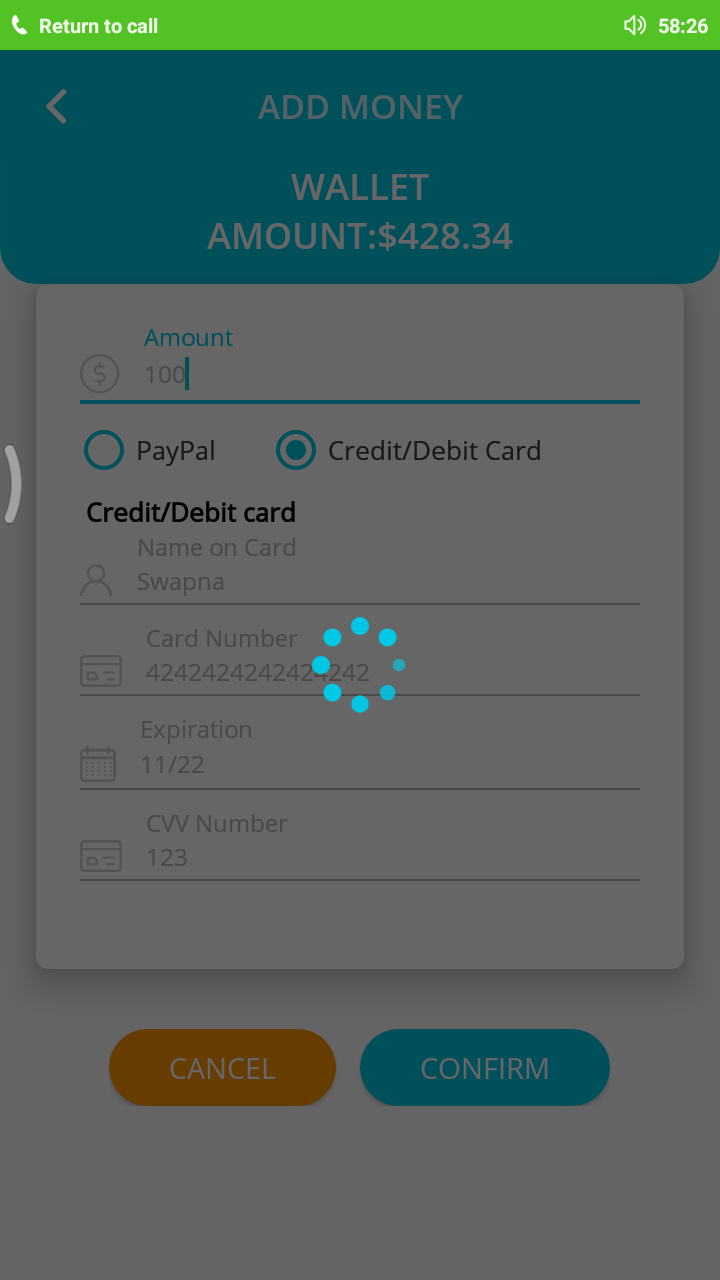 Return to call 58:26
ADD MONEY
WALLET
AMOUNT:$428.34
Amount
100
PayPal Credit/Debit Card
Credit/Debit card
Name on Card
Swapna
Card Number
4242424242424242
Expiration
11/22
CVV Number
123
CANCEL CONFIRM